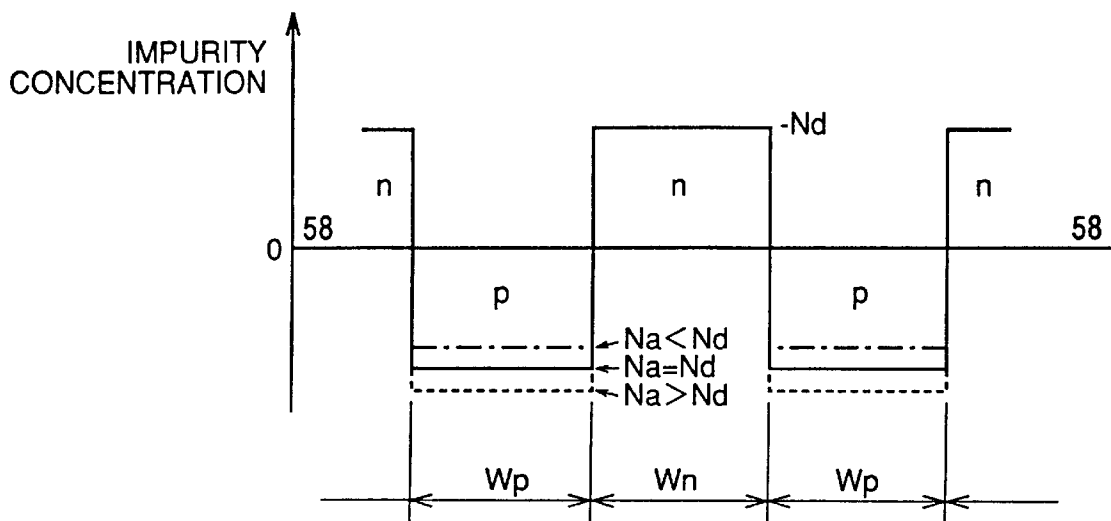 IMPURITY
CONCENTRATION
-Nd
n
n
n
58
58
0
p
p
Na<Nd
Na=Nd
Na>Nd
Wp
Wn
Wp